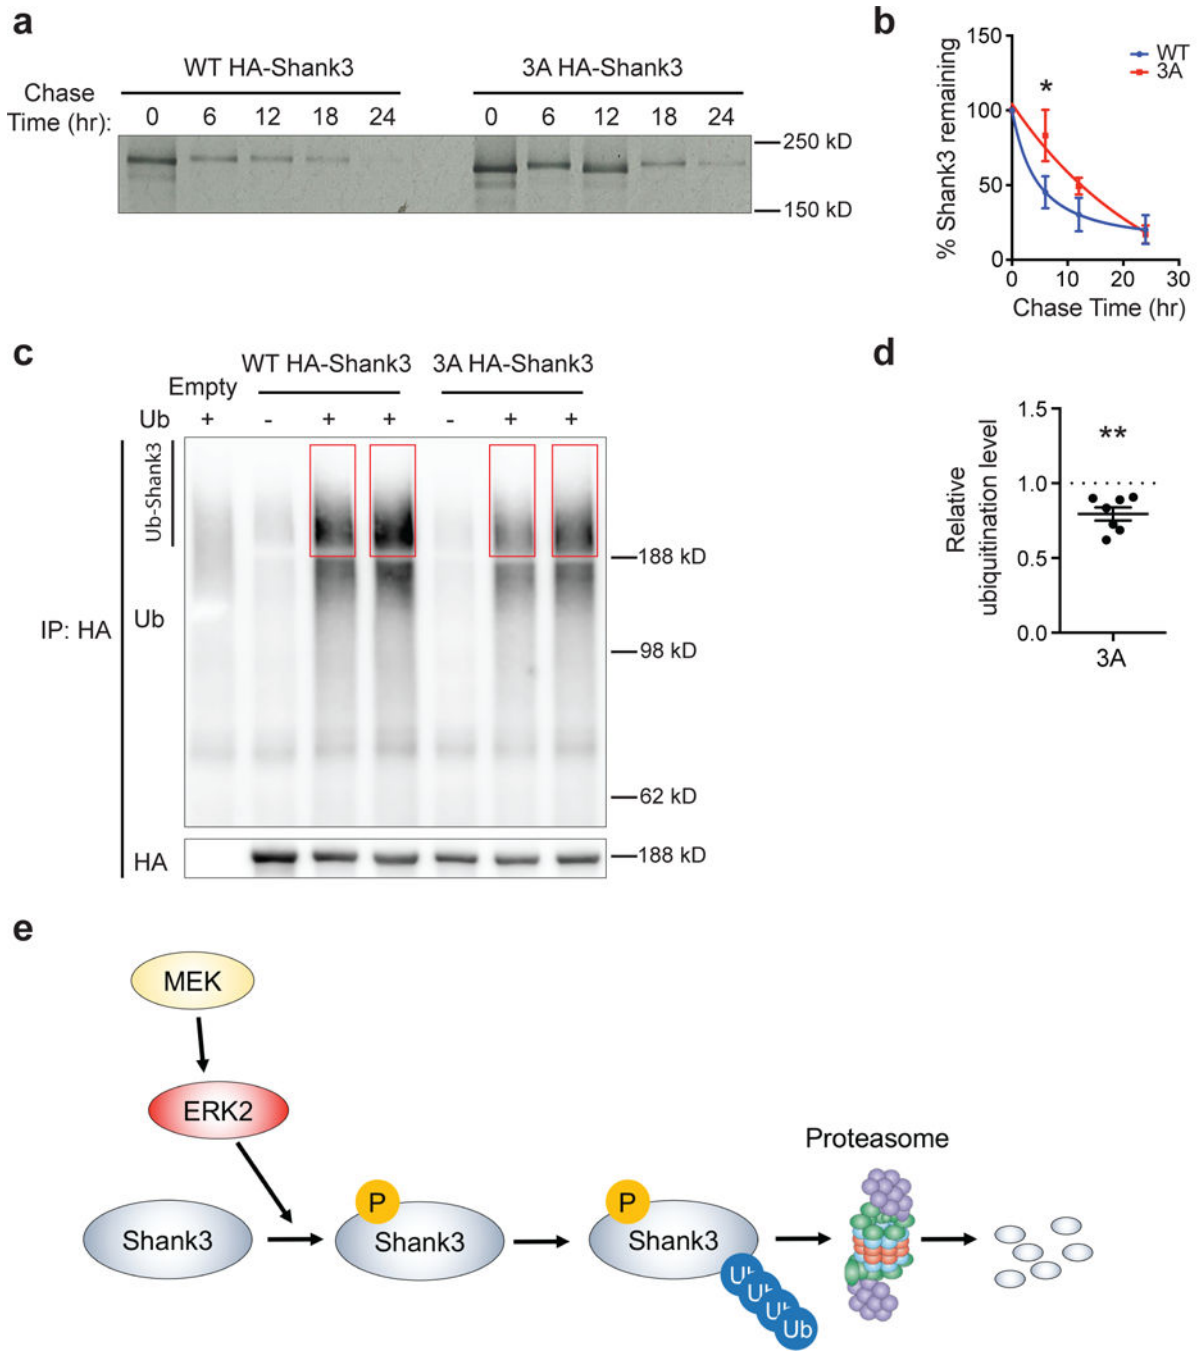 a
WT HA-Shank3
3A HA-Shank3
Chase
Time (hr):
0 6 12 18 24
0 6 12 18 24
250 kD
150 kD
b
% Shank3 remaining
150
100
50
0
*
WT
3A
0 10 20 30
Chase Time (hr)
c
WT HA-Shank3
3A HA-Shank3
Empty
Ub + - + + - + +
Ub-Shank3
188 kD
Ub
IP: HA
98 kD
62 kD
HA
188 kD
d
Relative
ubiquitination level
1.5
1.0
0.5
0.0
**
3A
e
MEK
ERK2
Proteasome
P
P
Shank3
Shank3
Shank3
Ub
Ub
Ub
Ub